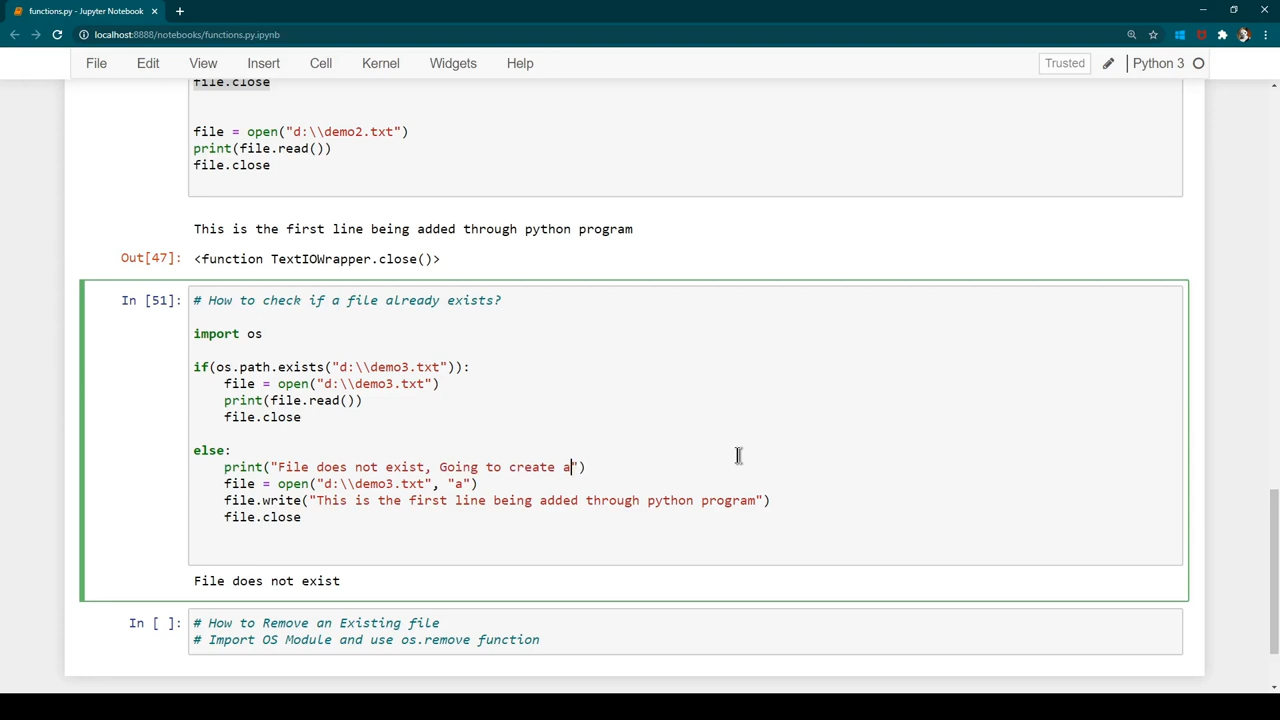 functions.py - Jupyter Notebook
localhost:8888/notebooks/functions.py.ipynb
File Edit View Insert Cell Kernel Widgets Help Trusted Python 3
file.close
file = open("d:\\demo2.txt")
print(file.read())
file.close
This is the first line being added through python program
Out[47]: <function TextIOWrapper.close()>
In [51]: # How to check if a file already exists?
import os
if(os.path.exists("d:\\demo3.txt")):
file = open("d:\\demo3.txt")
print(file.read())
file.close
else:
print("File does not exist, Going to create a")
file = open("d:\\demo3.txt", "a")
file.write("This is the first line being added through python program")
file.close
File does not exist
In [ ]: # How to Remove an Existing file
# Import OS Module and use os.remove function